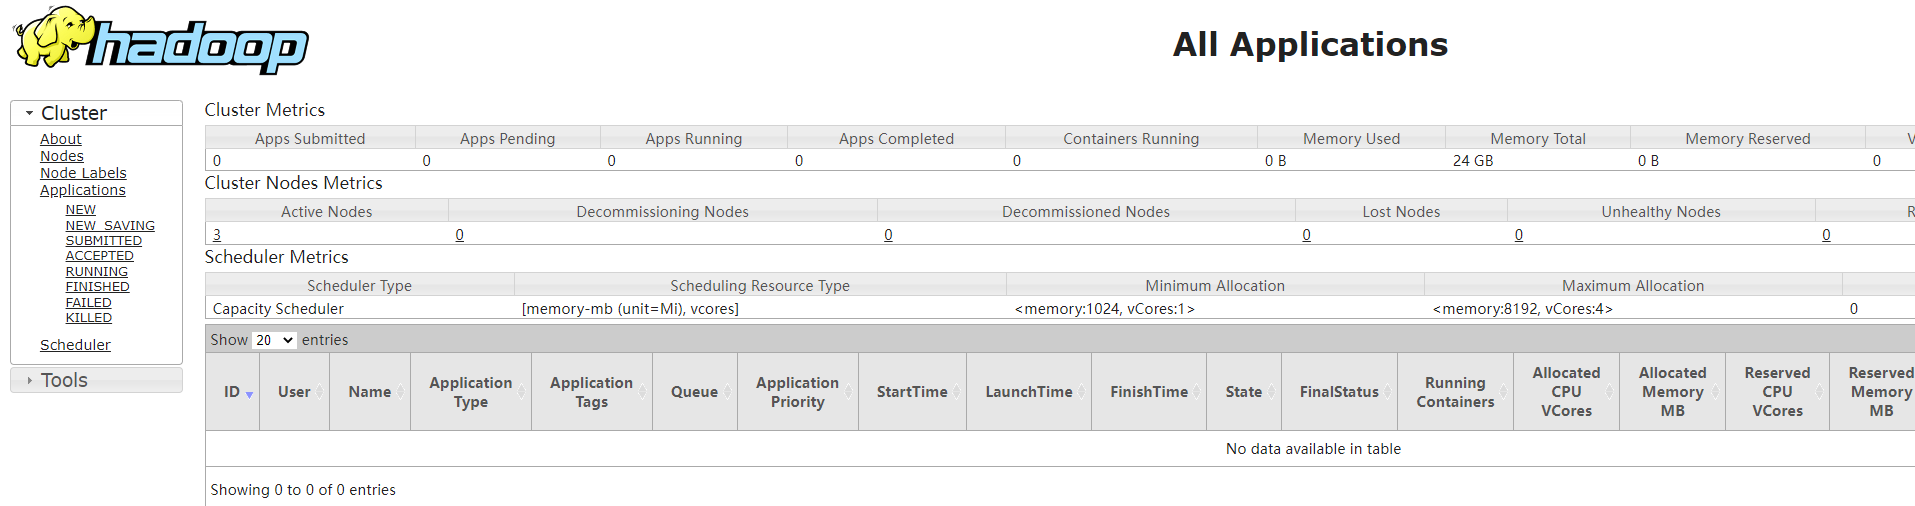 hadoop
All Applications
Cluster
About
Nodes
Node Labels
Applications
NEW
NEW_SAVING
SUBMITTED
ACCEPTED
RUNNING
FINISHED
FAILED
KILLED
Scheduler
Tools
Cluster Metrics
Apps Submitted Apps Pending Apps Running Apps Completed Containers Running Memory Used Memory Total Memory Reserved V
0 0 0 0 0 0 B 24 GB 0 B 0
Cluster Nodes Metrics
Active Nodes Decommissioning Nodes Decommissioned Nodes Lost Nodes Unhealthy Nodes R
3 0 0 0 0 0
Scheduler Metrics
Scheduler Type Scheduling Resource Type Minimum Allocation Maximum Allocation
Capacity Scheduler [memory-mb (unit=Mi), vcores] <memory:1024, vCores:1> <memory:8192, vCores:4> 0
Show 20 entries
ID User Name Application Type Application Tags Queue Application Priority StartTime LaunchTime FinishTime State FinalStatus Running Containers Allocated CPU VCores Allocated Memory MB Reserved CPU VCores Reserved Memory MB
No data available in table
Showing 0 to 0 of 0 entries